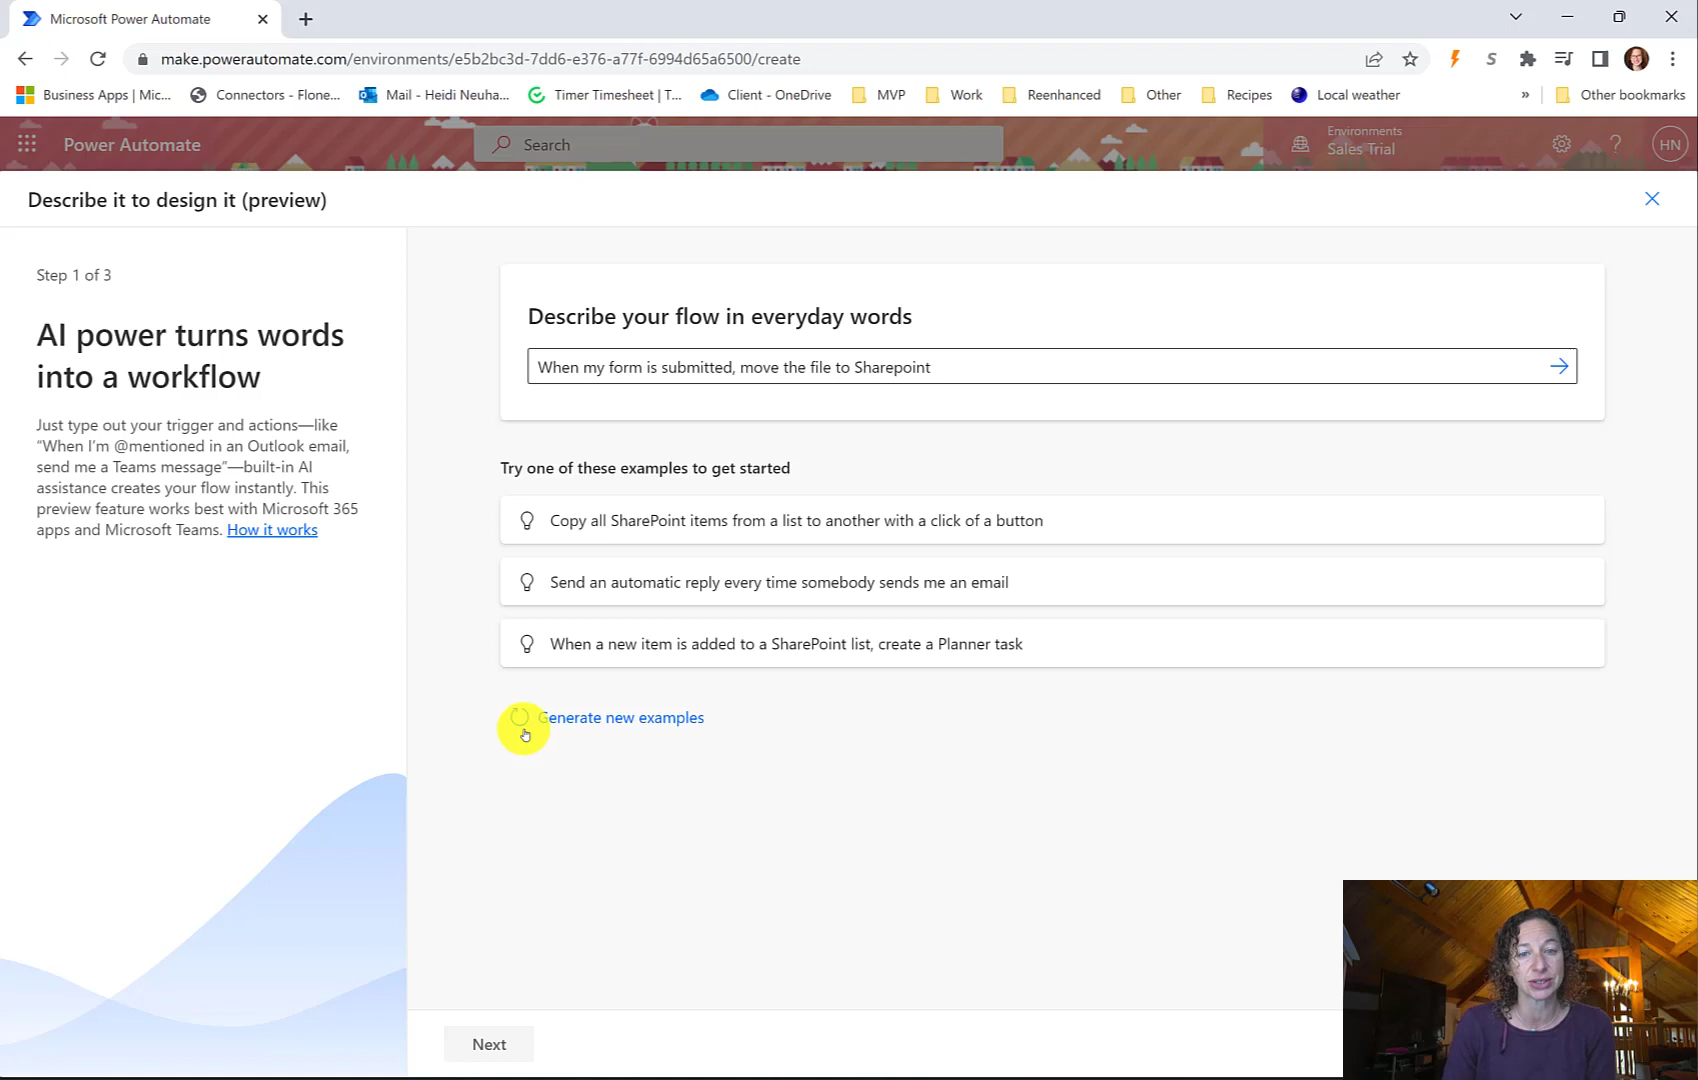 Microsoft Power Automate
make.powerautomate.com/environments/e5b2bc3d-7dd6-e376-a77f-6994d65a6500/create
S
Business Apps | Mic...
Connectors - Flone...
Mail - Heidi Neuha...
Timer Timesheet | T...
Client - OneDrive
MVP
Work
Reenhanced
Other
Recipes
Local weather
»
Other bookmarks
Power Automate
Search
Environments
Sales Trial
?
HN
Describe it to design it (preview)
Step 1 of 3
AI power turns words
into a workflow
Just type out your trigger and actions—like
“When I’m @mentioned in an Outlook email,
send me a Teams message”—built-in AI
assistance creates your flow instantly. This
preview feature works best with Microsoft 365
apps and Microsoft Teams. How it works
Describe your flow in everyday words
When my form is submitted, move the file to Sharepoint
Try one of these examples to get started
Copy all SharePoint items from a list to another with a click of a button
Send an automatic reply every time somebody sends me an email
When a new item is added to a SharePoint list, create a Planner task
Generate new examples
Next